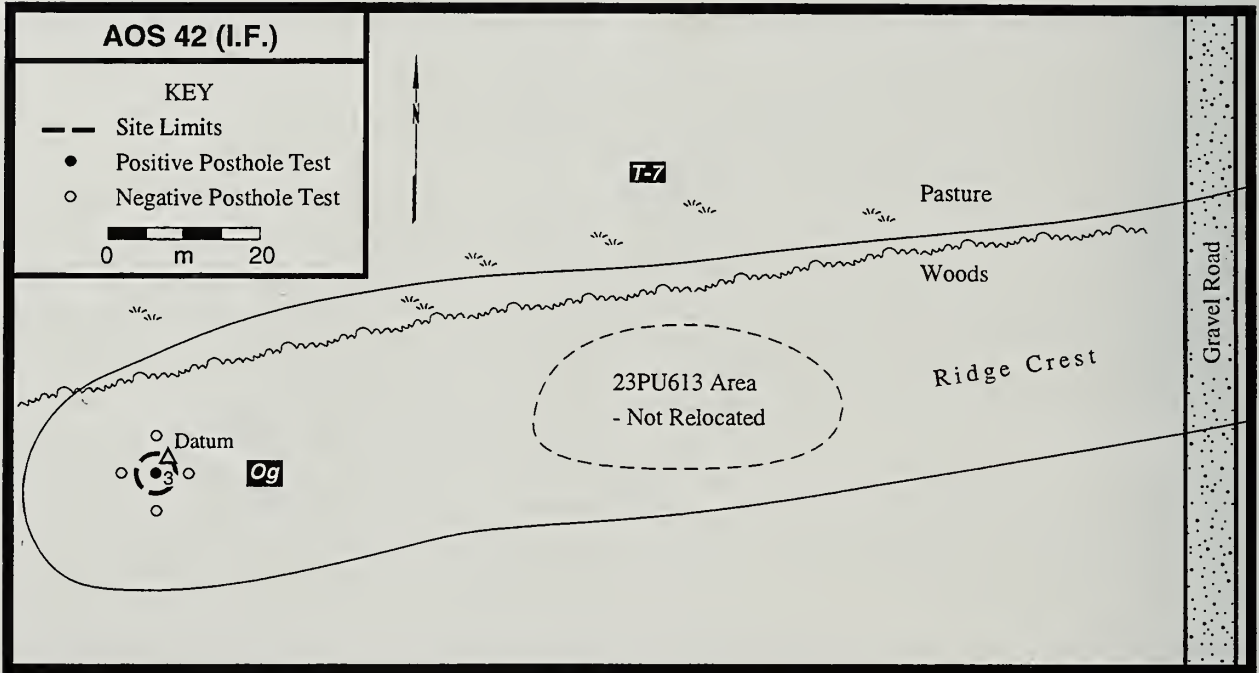 AOS 42 (I.F.)
KEY
Site Limits
Positive Posthole Test
Negative Posthole Test
0 m 20
N
T-7
Pasture
Woods
Gravel Road
Ridge Crest
23PU613 Area
- Not Relocated
Datum
3
Og